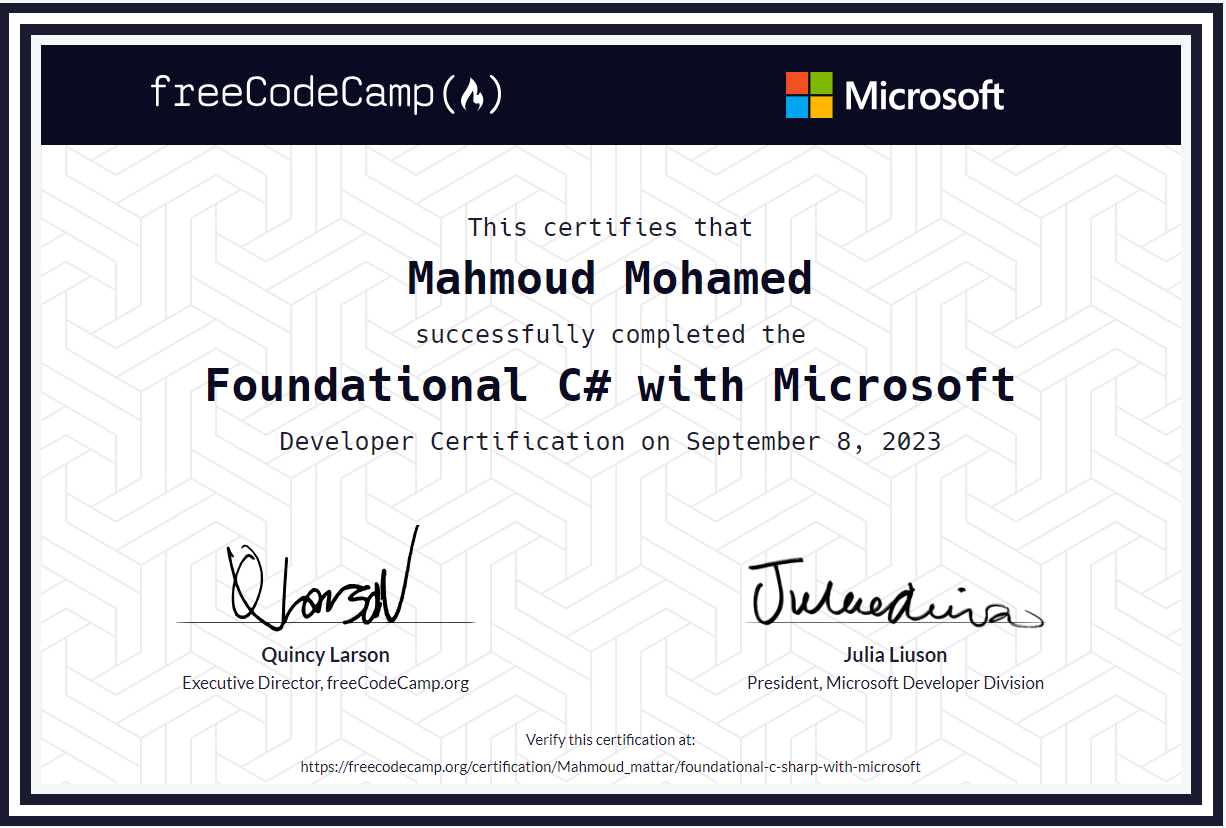 freeCodeCamp(🔥) Microsoft
This certifies that
Mahmoud Mohamed
successfully completed the
Foundational C# with Microsoft
Developer Certification on September 8, 2023
Q Larson
Quincy Larson
Executive Director, freeCodeCamp.org
Julia Liuson
President, Microsoft Developer Division
Verify this certification at:
https://freecodecamp.org/certification/Mahmoud_mattar/foundational-c-sharp-with-microsoft